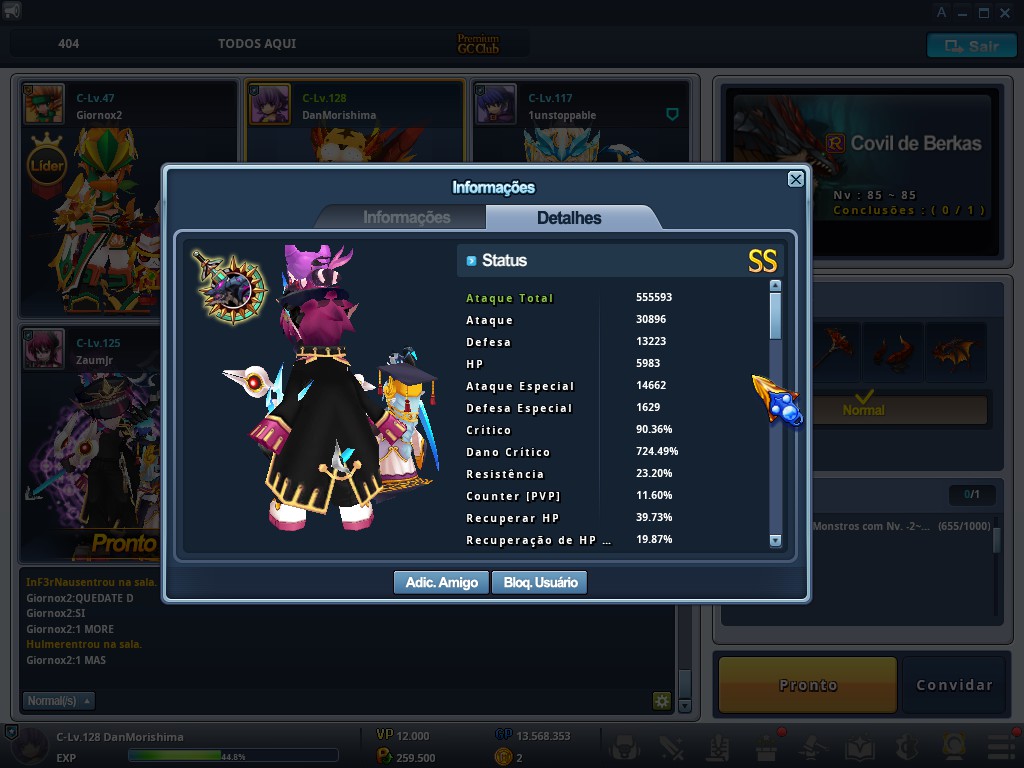 A
404
TODOS AQUI
Premium
GC Club
Sair
C-Lv.47
Giornox2
Líder
C-Lv.128
DanMorishima
C-Lv.117
1unstoppable
R Covil de Berkas
Nv : 85 ~ 85
Conclusões : ( 0 / 1 )
Informações
Informações
Detalhes
Status
SS
Ataque Total 555593
Ataque 30896
Defesa 13223
HP 5983
Ataque Especial 14662
Defesa Especial 1629
Crítico 90.36%
Dano Crítico 724.49%
Resistência 23.20%
Counter [PVP] 11.60%
Recuperar HP 39.73%
Recuperação de HP ... 19.87%
Adic. Amigo
Bloq. Usuário
C-Lv.125
ZaumJr
Pronto
Normal
0/1
Monstros com Nv. -2~... (655/1000)
InF3rNausentrou na sala.
Giornox2:QUEDATE D
Giornox2:SI
Giornox2:1 MORE
Hulmerentrou na sala.
Giornox2:1 MAS
Normal(/s)
Pronto
Convidar
C-Lv.128 DanMorishima
EXP 44.8%
VP 12.000
GP 13.568.353
259.500
2